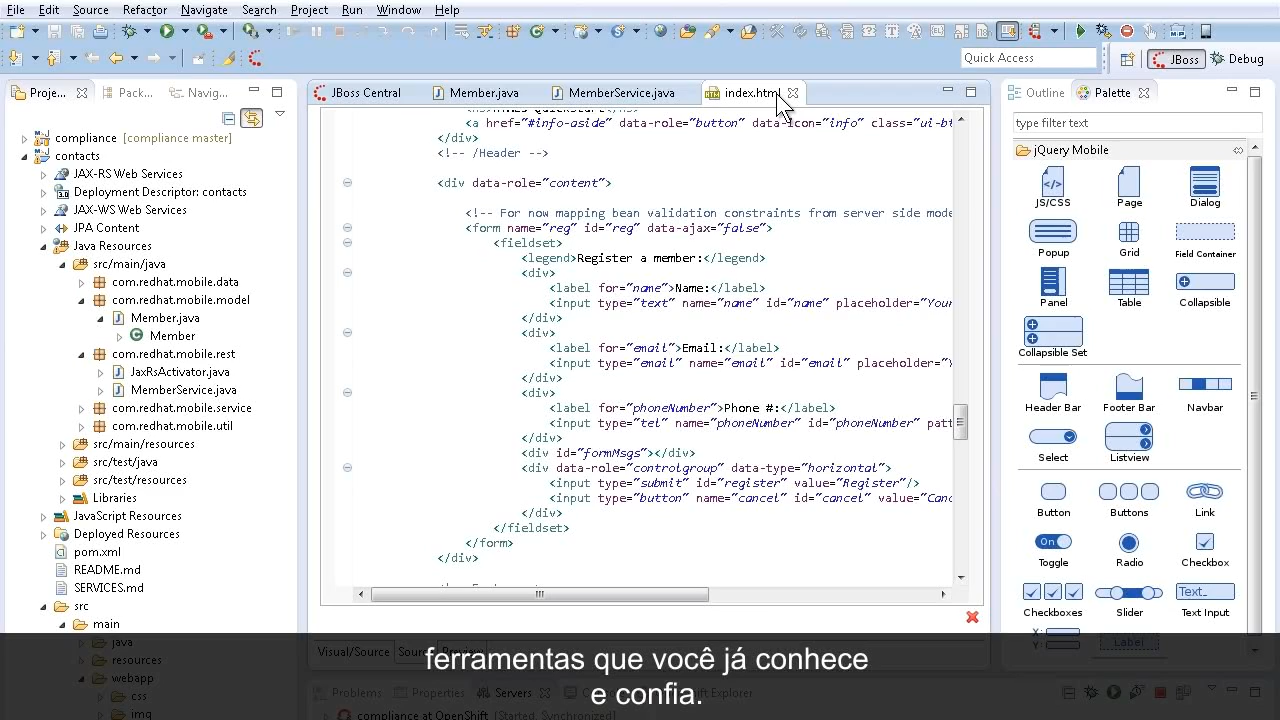 File Edit Source Refactor Navigate Search Project Run Window Help
Quick Access
JBoss Debug
Proje... Pack... Navig...
JBoss Central Member.java MemberService.java index.html
Outline Palette
type filter text
compliance [compliance master]
contacts
JAX-RS Web Services
Deployment Descriptor: contacts
JAX-WS Web Services
JPA Content
Java Resources
src/main/java
com.redhat.mobile.data
com.redhat.mobile.model
Member.java
Member
com.redhat.mobile.rest
JaxRsActivator.java
MemberService.java
com.redhat.mobile.service
com.redhat.mobile.util
src/main/resources
src/test/java
src/test/resources
Libraries
JavaScript Resources
Deployed Resources
pom.xml
README.md
SERVICES.md
src
main
java
resources
webapp
css
img
<a href="#info-aside" data-role="button" data-icon="info" class="ui-bt
</div>
<!-- /Header -->
<div data-role="content">
<!-- For now mapping bean validation constraints from server side mode
<form name="reg" id="reg" data-ajax="false">
<fieldset>
<legend>Register a member:</legend>
<div>
<label for="name">Name:</label>
<input type="text" name="name" id="name" placeholder="Your
</div>
<div>
<label for="email">Email:</label>
<input type="email" name="email" id="email" placeholder="Y
</div>
<div>
<label for="phoneNumber">Phone #:</label>
<input type="tel" name="phoneNumber" id="phoneNumber" patt
</div>
<div id="formMsgs"></div>
<div data-role="controlgroup" data-type="horizontal">
<input type="submit" id="register" value="Register"/>
<input type="button" name="cancel" id="cancel" value="Canc
</div>
</fieldset>
</form>
</div>
jQuery Mobile
JS/CSS Page Dialog
Popup Grid Field Container
Panel Table Collapsible
Collapsible Set
Header Bar Footer Bar Navbar
Select Listview
Button Buttons Link
On
Toggle Radio Checkbox
Text_
Checkboxes Slider Text Input
X:
Y:
Label
Visual/Source Source Preview
Problems Properties Servers Explorer
compliance at OpenShift [Started, Synchronized]
ferramentas que você já conhece
e confia.